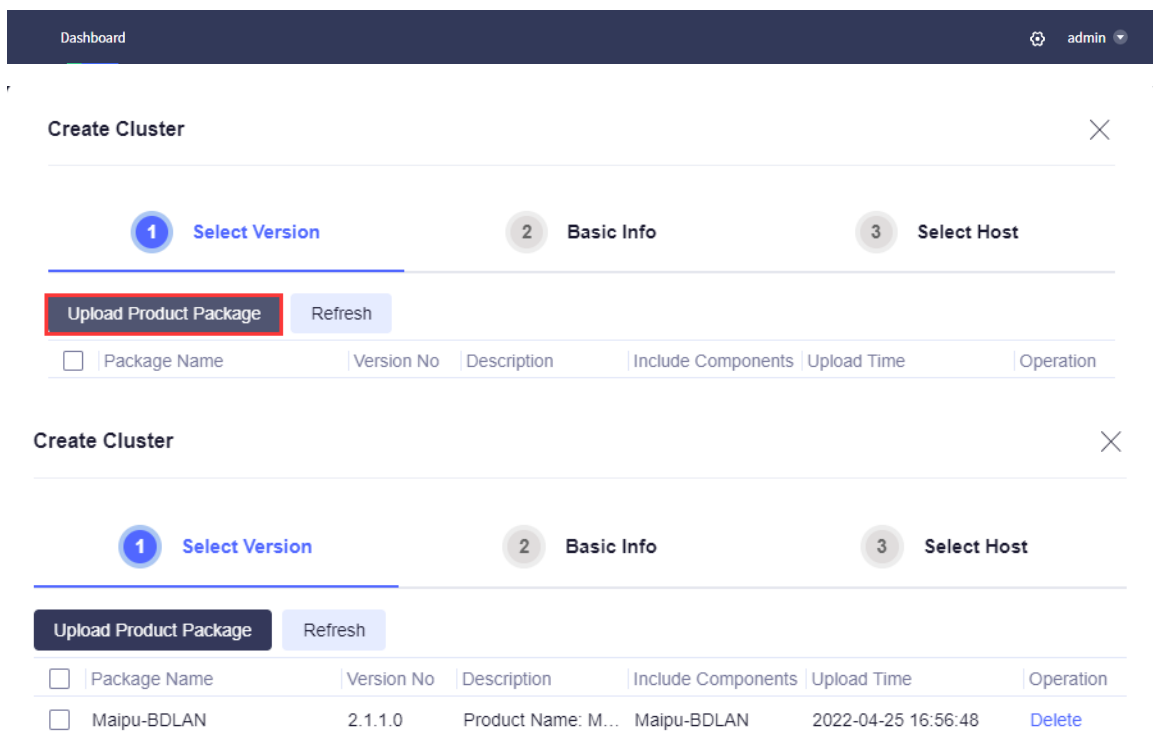 Dashboard admin
Create Cluster
1 Select Version 2 Basic Info 3 Select Host
Upload Product Package Refresh
Package Name Version No Description Include Components Upload Time Operation
Create Cluster
1 Select Version 2 Basic Info 3 Select Host
Upload Product Package Refresh
Package Name Version No Description Include Components Upload Time Operation
Maipu-BDLAN 2.1.1.0 Product Name: M... Maipu-BDLAN 2022-04-25 16:56:48 Delete